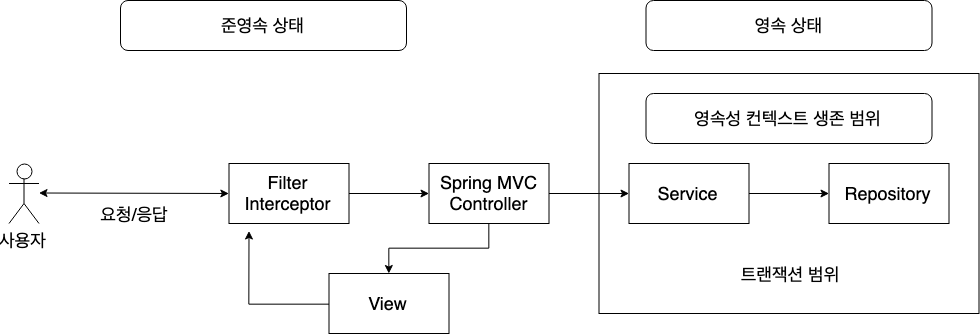 준영속 상태
영속 상태
영속성 컨텍스트 생존 범위
Filter
Interceptor
Spring MVC
Controller
Service
Repository
요청/응답
사용자
트랜잭션 범위
View